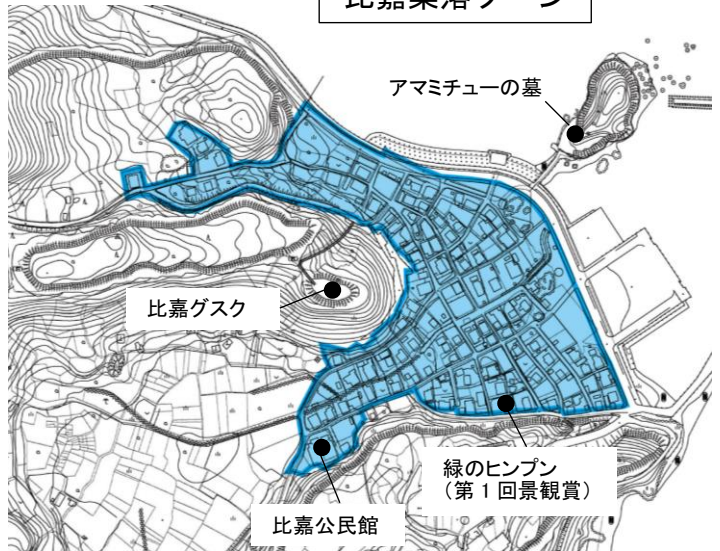 比嘉集落ゾーン
アマミチューの墓
比嘉グスク
緑のヒンプン
（第１回景観賞）
比嘉公民館